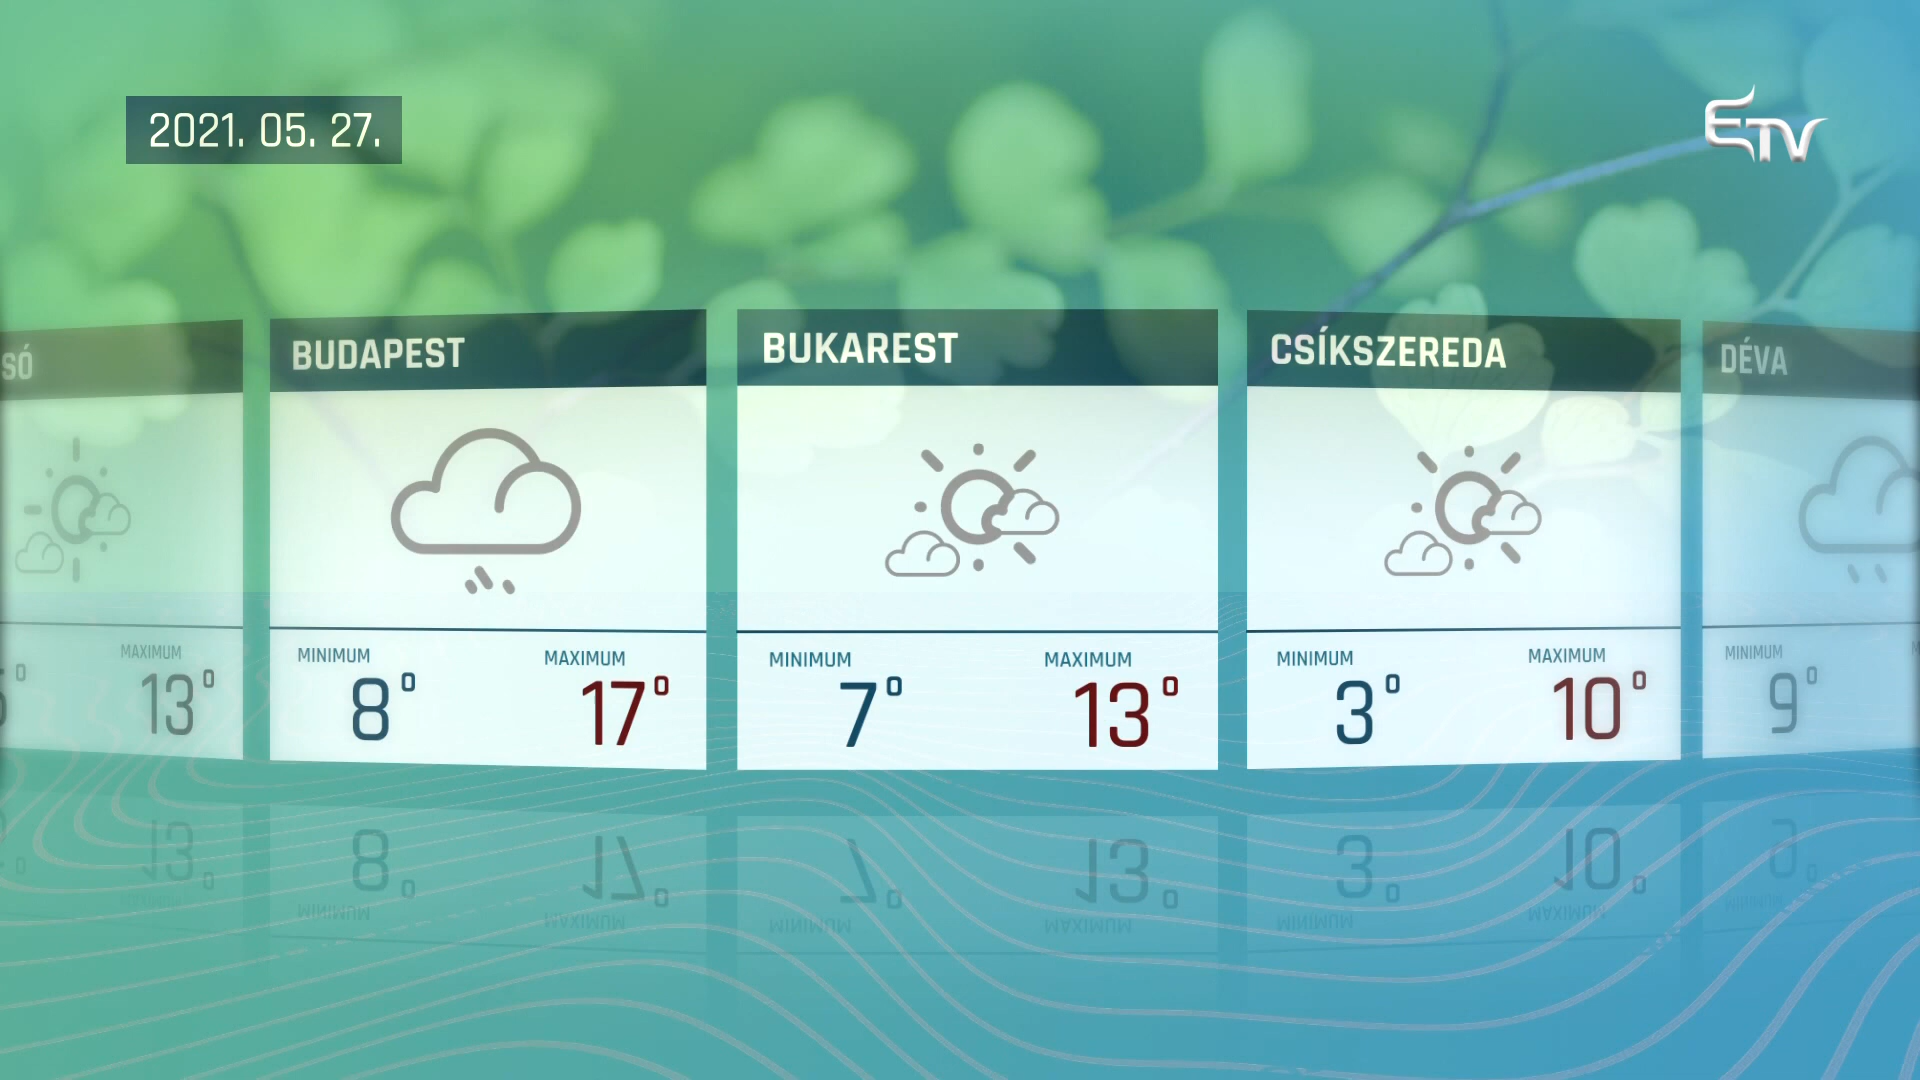 2021. 05. 27.
ETV
SÓ
MAXIMUM
13°
BUDAPEST
MINIMUM
8°
MAXIMUM
17°
BUKAREST
MINIMUM
7°
MAXIMUM
13°
CSÍKSZEREDA
MINIMUM
3°
MAXIMUM
10°
DÉVA
MINIMUM
9°